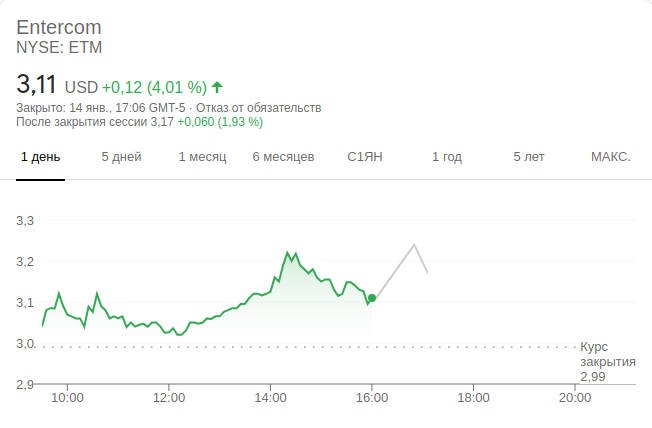 Entercom
NYSE: ETM
3,11 USD +0,12 (4,01 %)
Закрыто: 14 янв., 17:06 GMT-5 · Отказ от обязательств
После закрытия сессии 3,17 +0,060 (1,93 %)
1 день 5 дней 1 месяц 6 месяцев С1ЯН 1 год 5 лет МАКС.
3,3
3,2
3,1
3,0
Курс
закрытия
2,99
2,9
10:00 12:00 14:00 16:00 18:00 20:00